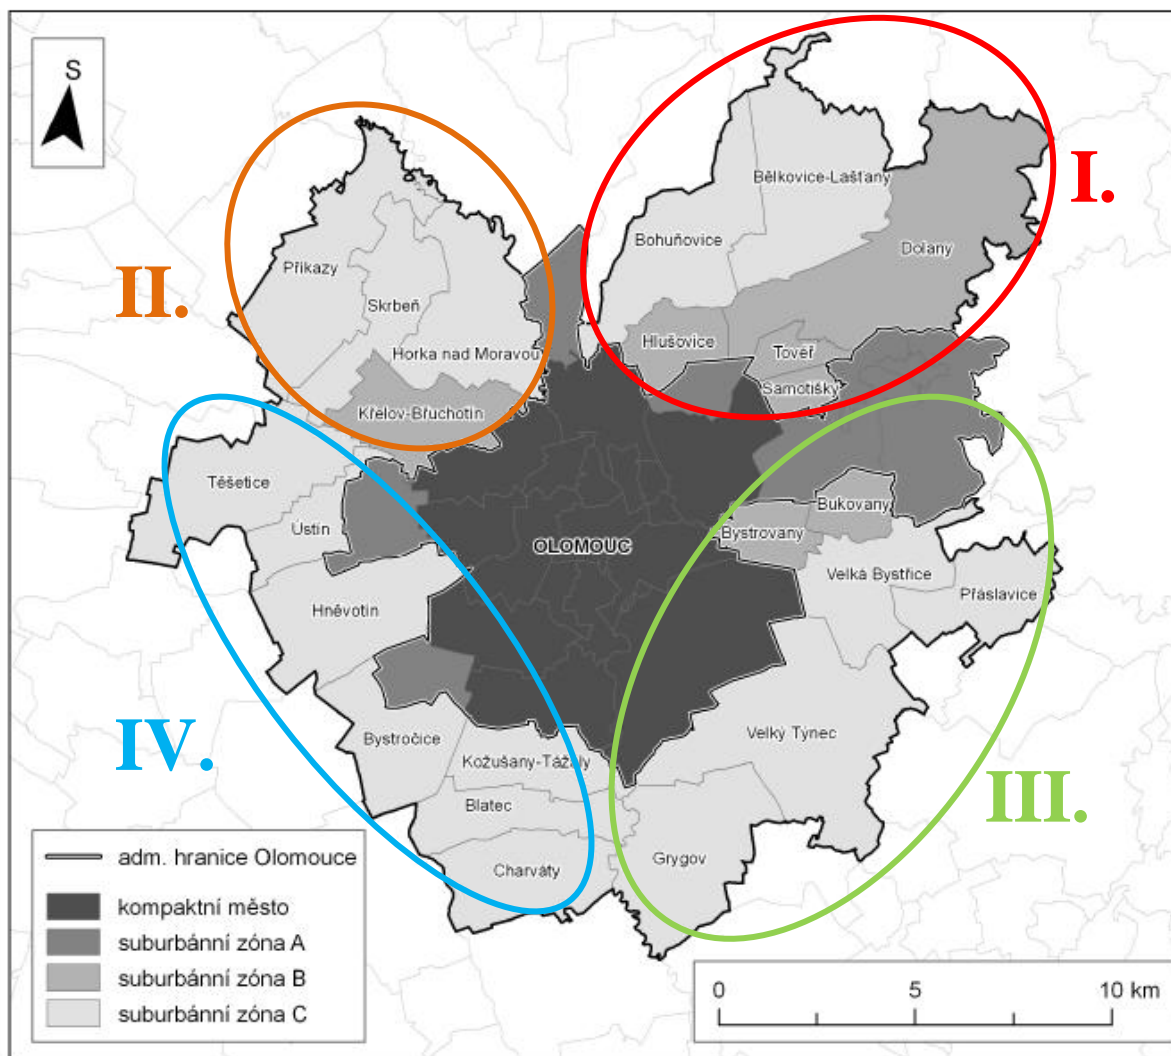 S
I.
Bělkovice-Lašťany
Bohuňovice
Dolany
Příkazy
II.
Skrbeň
Hlušovice
Tovéř
Horka nad Moravou
Samotišky
Křelov-Břuchotín
Těšetice
Bukovany
Ústín
Bystrovany
OLOMOUC
Velká Bystřice
Přáslavice
Hněvotín
IV.
Bystročice
Velký Týnec
Kožušany-Tážaly
III.
Blatec
Grygov
Charváty
adm. hranice Olomouce
kompaktní město
suburbánní zóna A
suburbánní zóna B
suburbánní zóna C
0 5 10 km